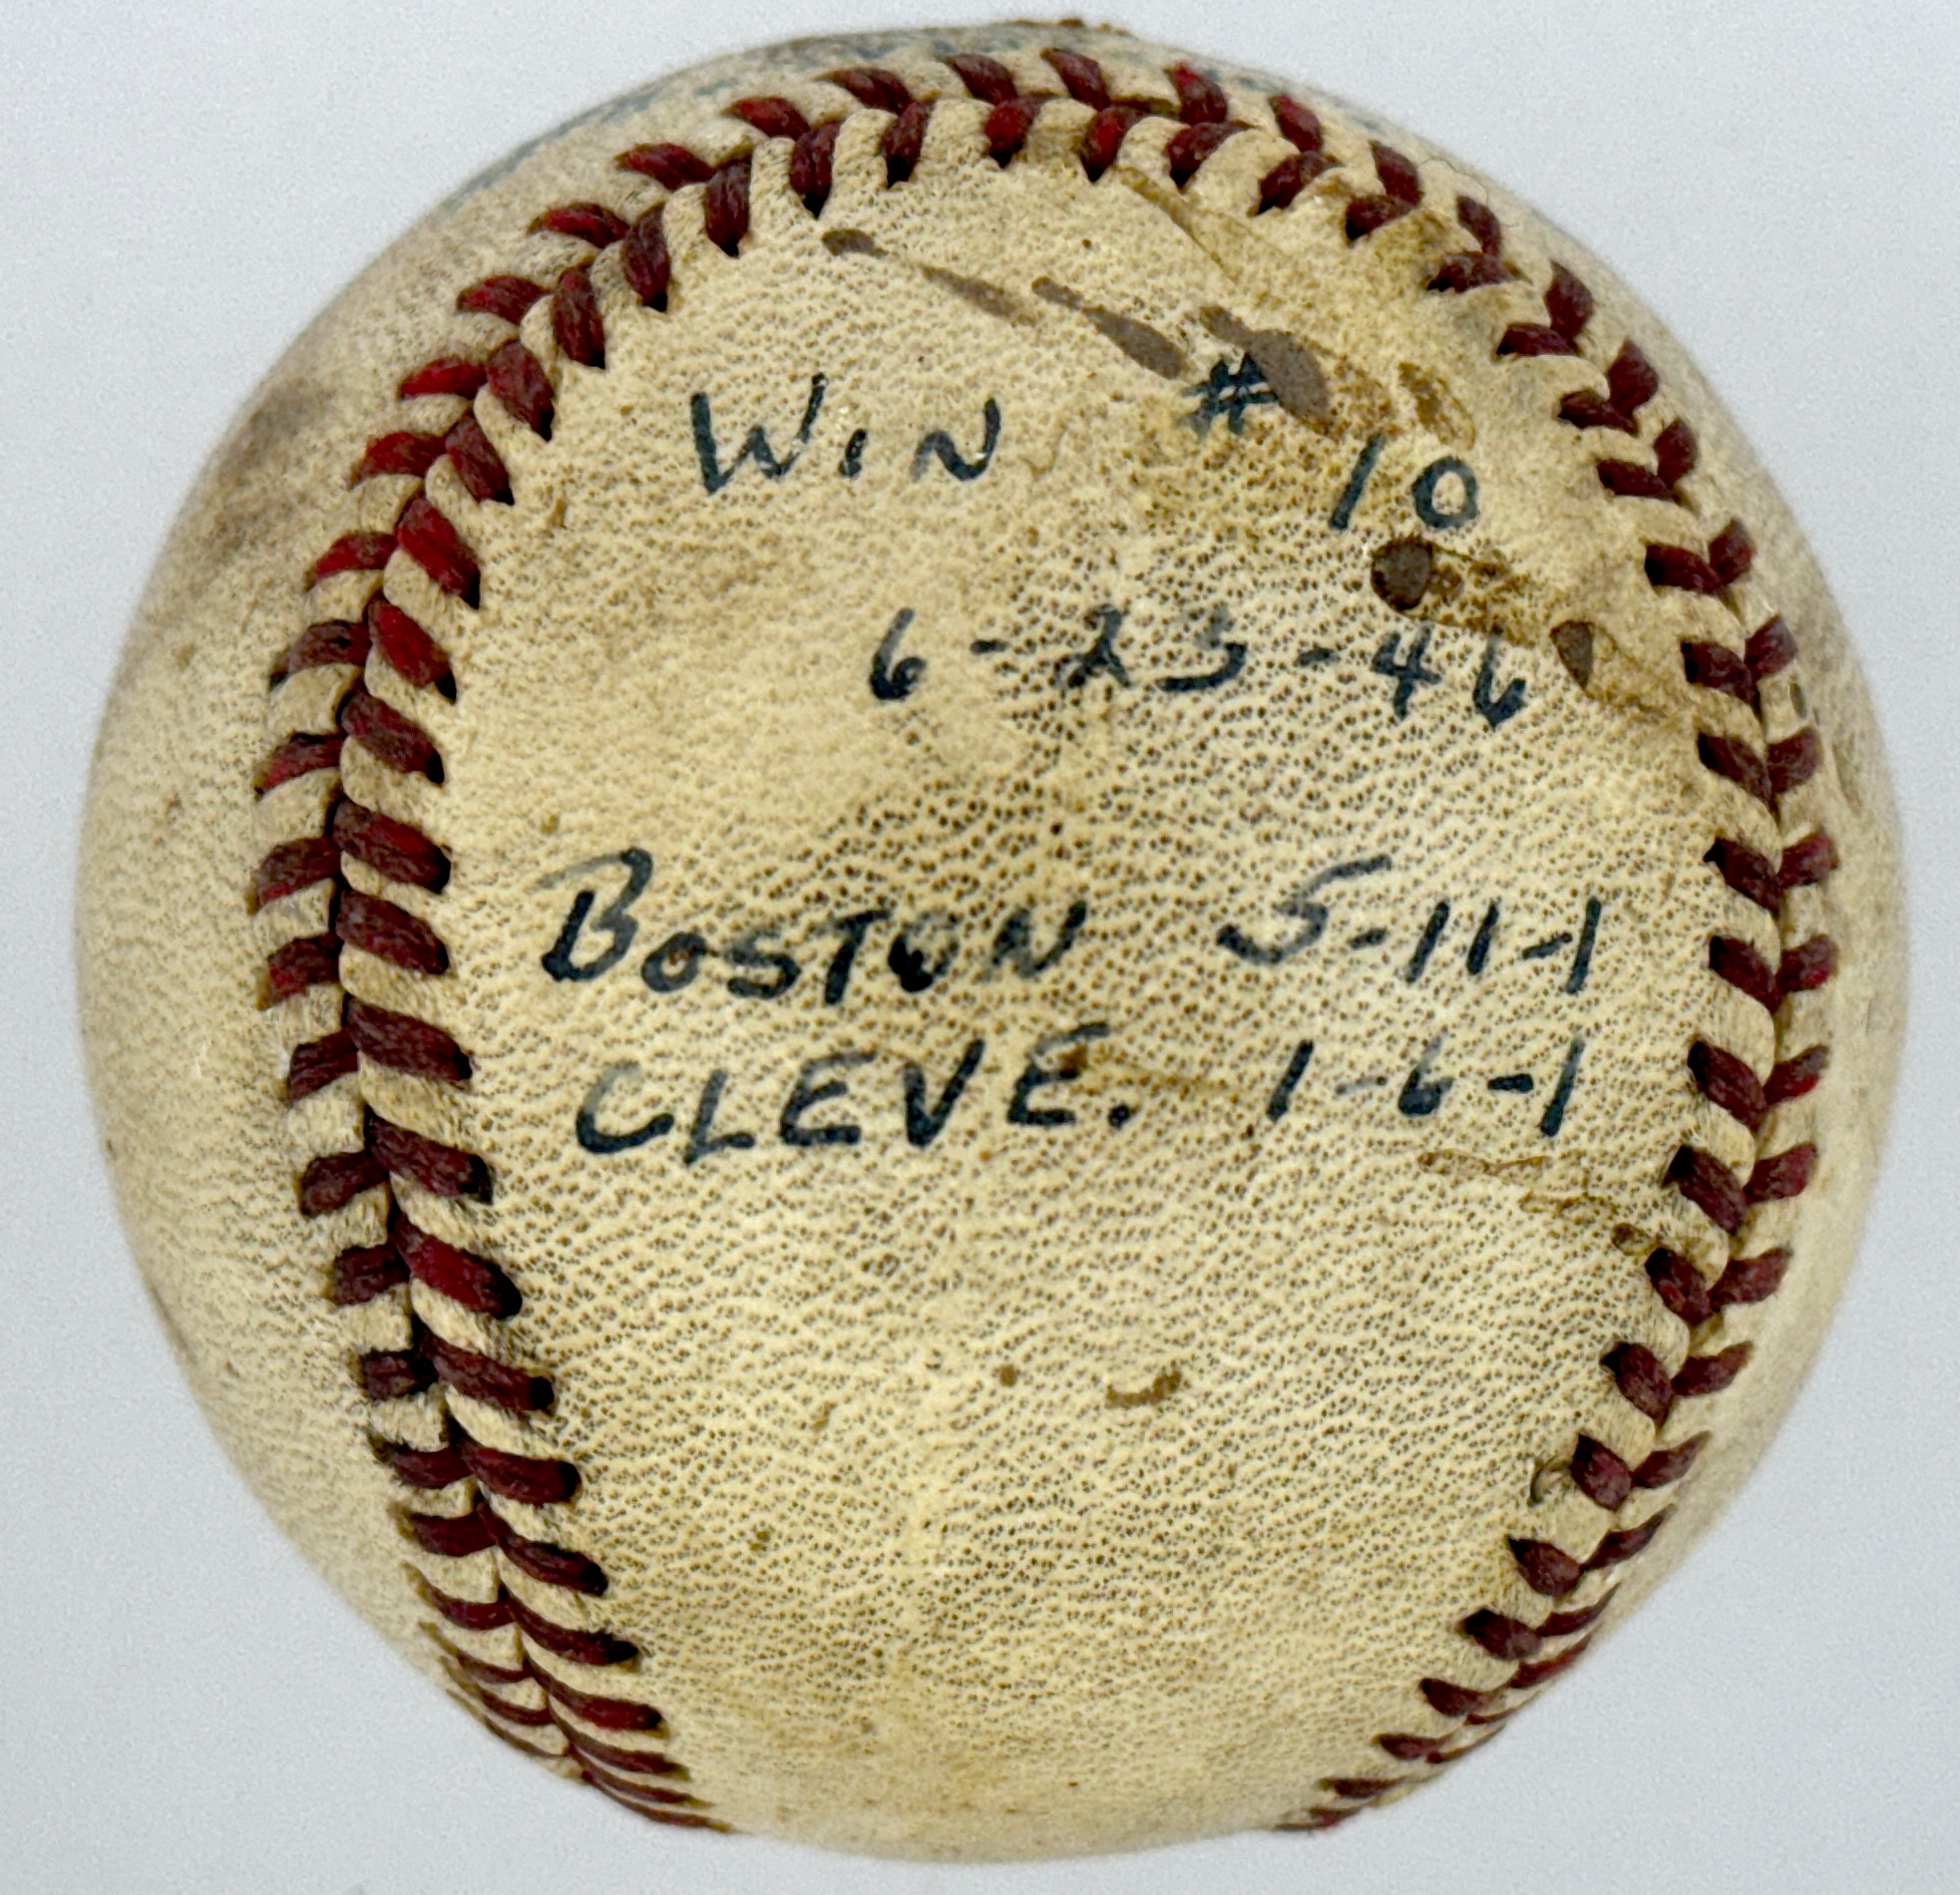 WIN # 10
6-23-46
BOSTON 5-11-1
CLEVE. 1-6-1